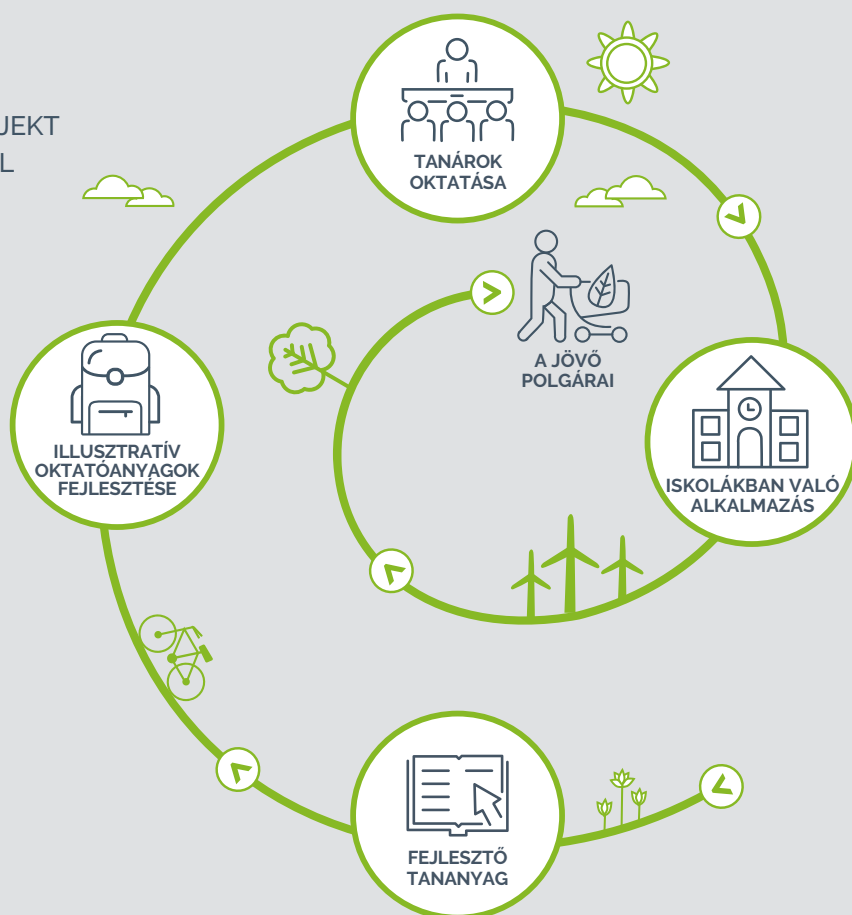 JEKT
L
TANÁROK
OKTATÁSA
A JÖVŐ
POLGÁRAI
ILLUSZTRATÍV
OKTATÓANYAGOK
FEJLESZTÉSE
ISKOLÁKBAN VALÓ
ALKALMAZÁS
FEJLESZTŐ
TANANYAG